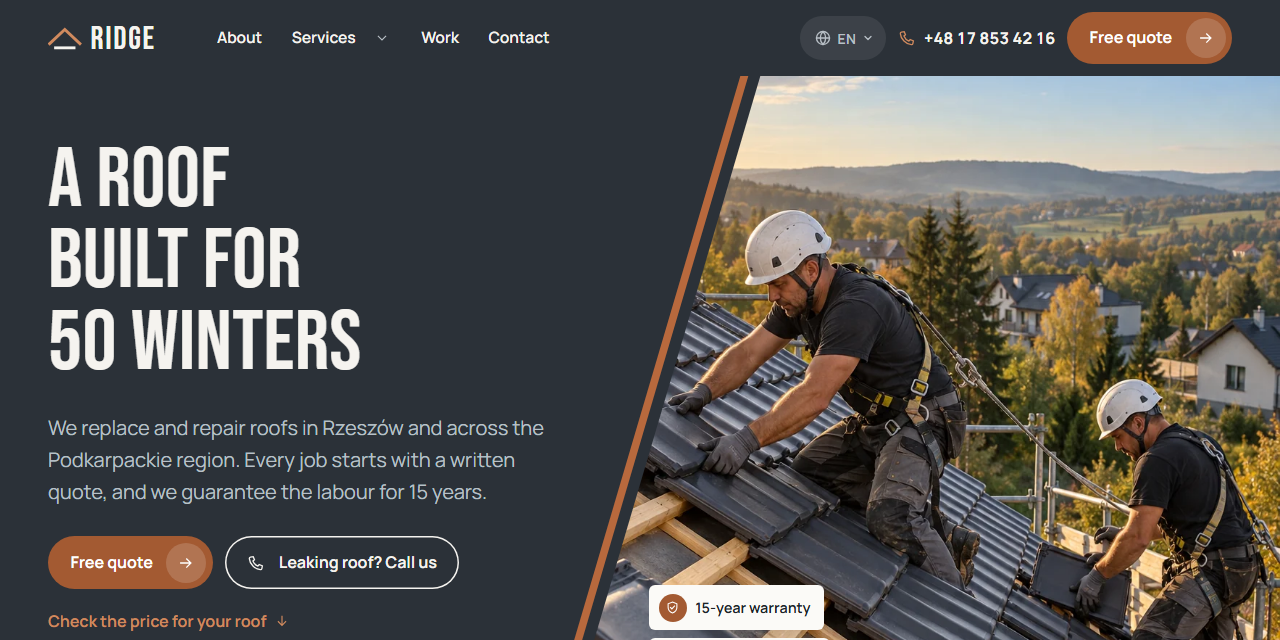 RIDGE
About
Services
Work
Contact
EN
+48 17 853 42 16
Free quote
A ROOF
BUILT FOR
50 WINTERS
We replace and repair roofs in Rzeszów and across the
Podkarpackie region. Every job starts with a written
quote, and we guarantee the labour for 15 years.
Free quote
Leaking roof? Call us
Check the price for your roof
15-year warranty